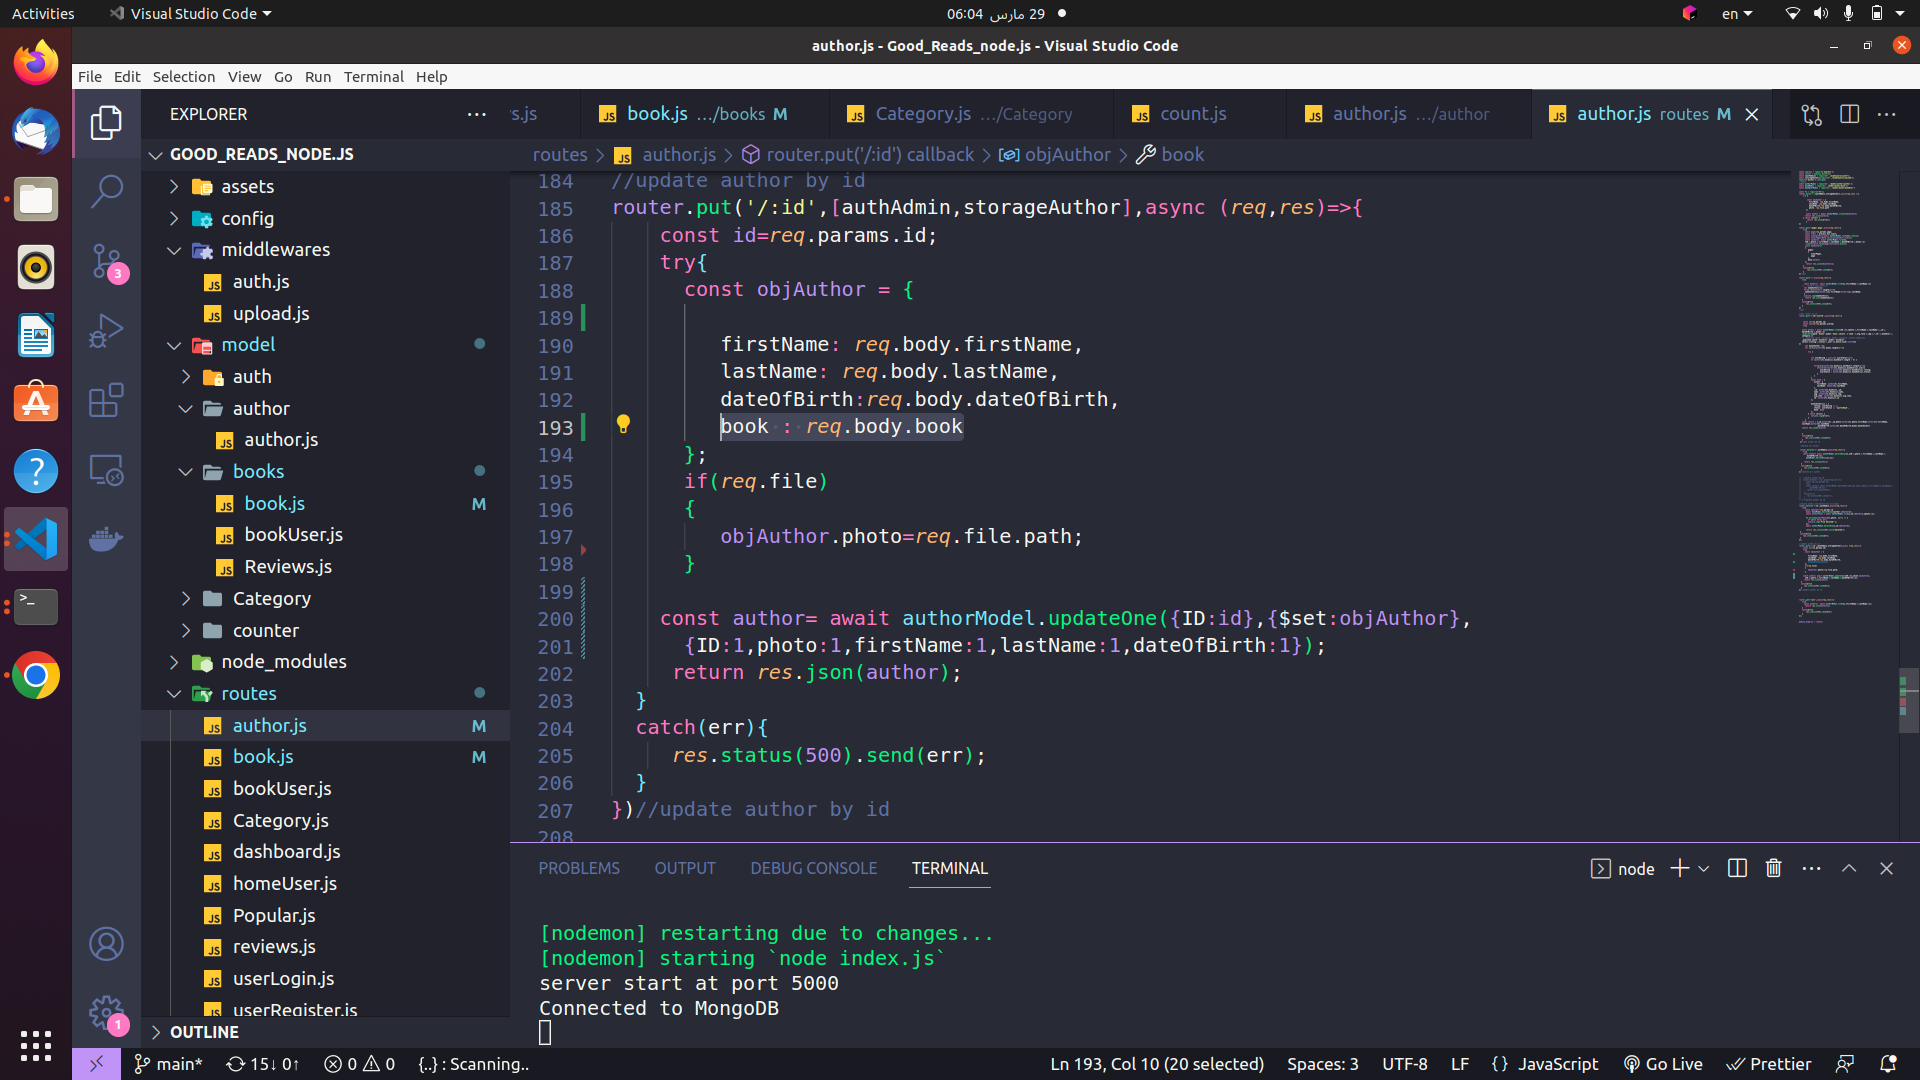 Activities
Visual Studio Code
29 مارس 06:04
en
author.js - Good_Reads_node.js - Visual Studio Code
File Edit Selection View Go Run Terminal Help
EXPLORER
GOOD_READS_NODE.JS
assets
config
middlewares
auth.js
upload.js
model
auth
author
author.js
books
book.js M
bookUser.js
Reviews.js
Category
counter
node_modules
routes
author.js M
book.js M
bookUser.js
Category.js
dashboard.js
homeUser.js
Popular.js
reviews.js
userLogin.js
userRegister.js
OUTLINE
3
1
s.js
book.js .../books M
Category.js .../Category
count.js
author.js .../author
author.js routes M
routes > author.js > router.put('/:id') callback > objAuthor > book
184 //update author by id
185 router.put('/:id',[authAdmin,storageAuthor],async (req,res)=>{
186 const id=req.params.id;
187 try{
188 const objAuthor = {
189
190 firstName: req.body.firstName,
191 lastName: req.body.lastName,
192 dateOfBirth:req.body.dateOfBirth,
193 book : req.body.book
194 };
195 if(req.file)
196 {
197 objAuthor.photo=req.file.path;
198 }
199
200 const author= await authorModel.updateOne({ID:id},{$set:objAuthor},
201 {ID:1,photo:1,firstName:1,lastName:1,dateOfBirth:1});
202 return res.json(author);
203 }
204 catch(err){
205 res.status(500).send(err);
206 }
207 })//update author by id
208
PROBLEMS OUTPUT DEBUG CONSOLE TERMINAL
node
[nodemon] restarting due to changes...
[nodemon] starting `node index.js`
server start at port 5000
Connected to MongoDB
main* 15↓ 0↑ 0 0 {..} : Scanning..
Ln 193, Col 10 (20 selected) Spaces: 3 UTF-8 LF {} JavaScript Go Live Prettier